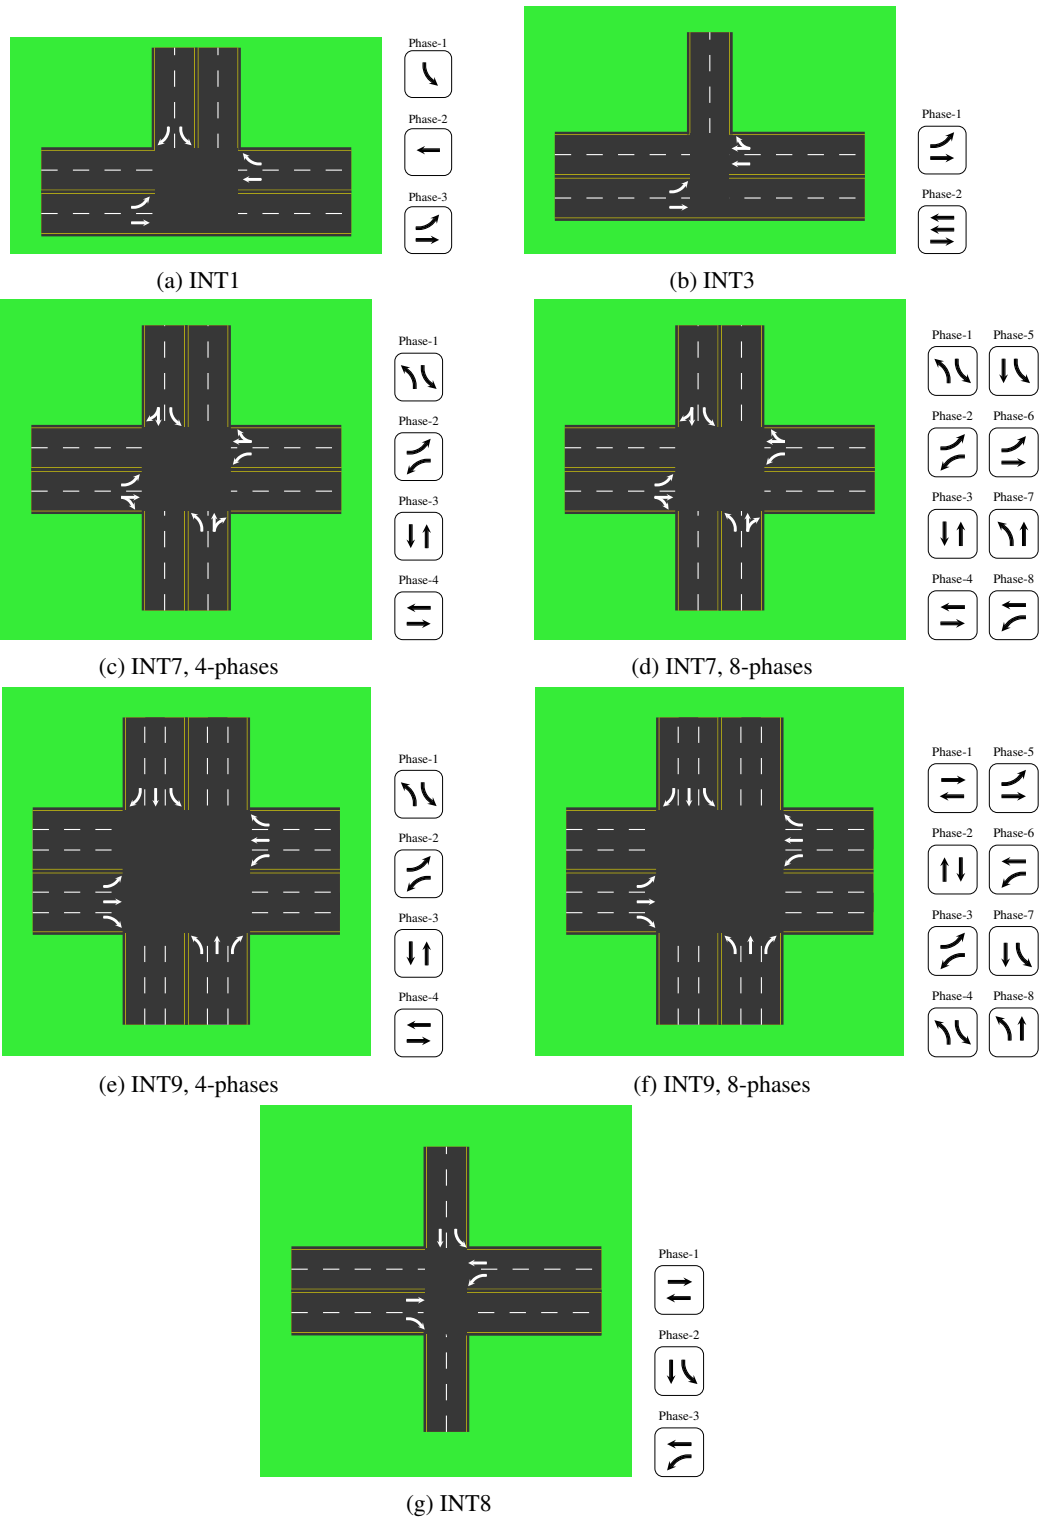 Phase-1
Phase-2
Phase-3
(a) INT1
Phase-1
Phase-2
(b) INT3
Phase-1
Phase-2
Phase-3
Phase-4
(c) INT7, 4-phases
Phase-1 Phase-5
Phase-2 Phase-6
Phase-3 Phase-7
Phase-4 Phase-8
(d) INT7, 8-phases
Phase-1
Phase-2
Phase-3
Phase-4
(e) INT9, 4-phases
Phase-1 Phase-5
Phase-2 Phase-6
Phase-3 Phase-7
Phase-4 Phase-8
(f) INT9, 8-phases
Phase-1
Phase-2
Phase-3
(g) INT8